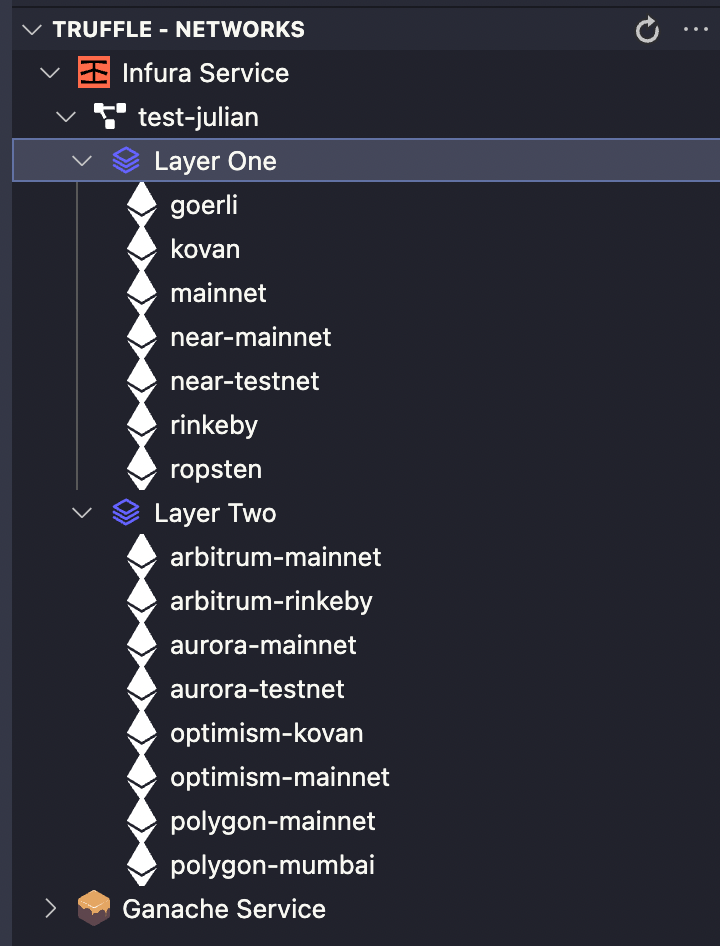 TRUFFLE - NETWORKS
Infura Service
test-julian
Layer One
goerli
kovan
mainnet
near-mainnet
near-testnet
rinkeby
ropsten
Layer Two
arbitrum-mainnet
arbitrum-rinkeby
aurora-mainnet
aurora-testnet
optimism-kovan
optimism-mainnet
polygon-mainnet
polygon-mumbai
Ganache Service